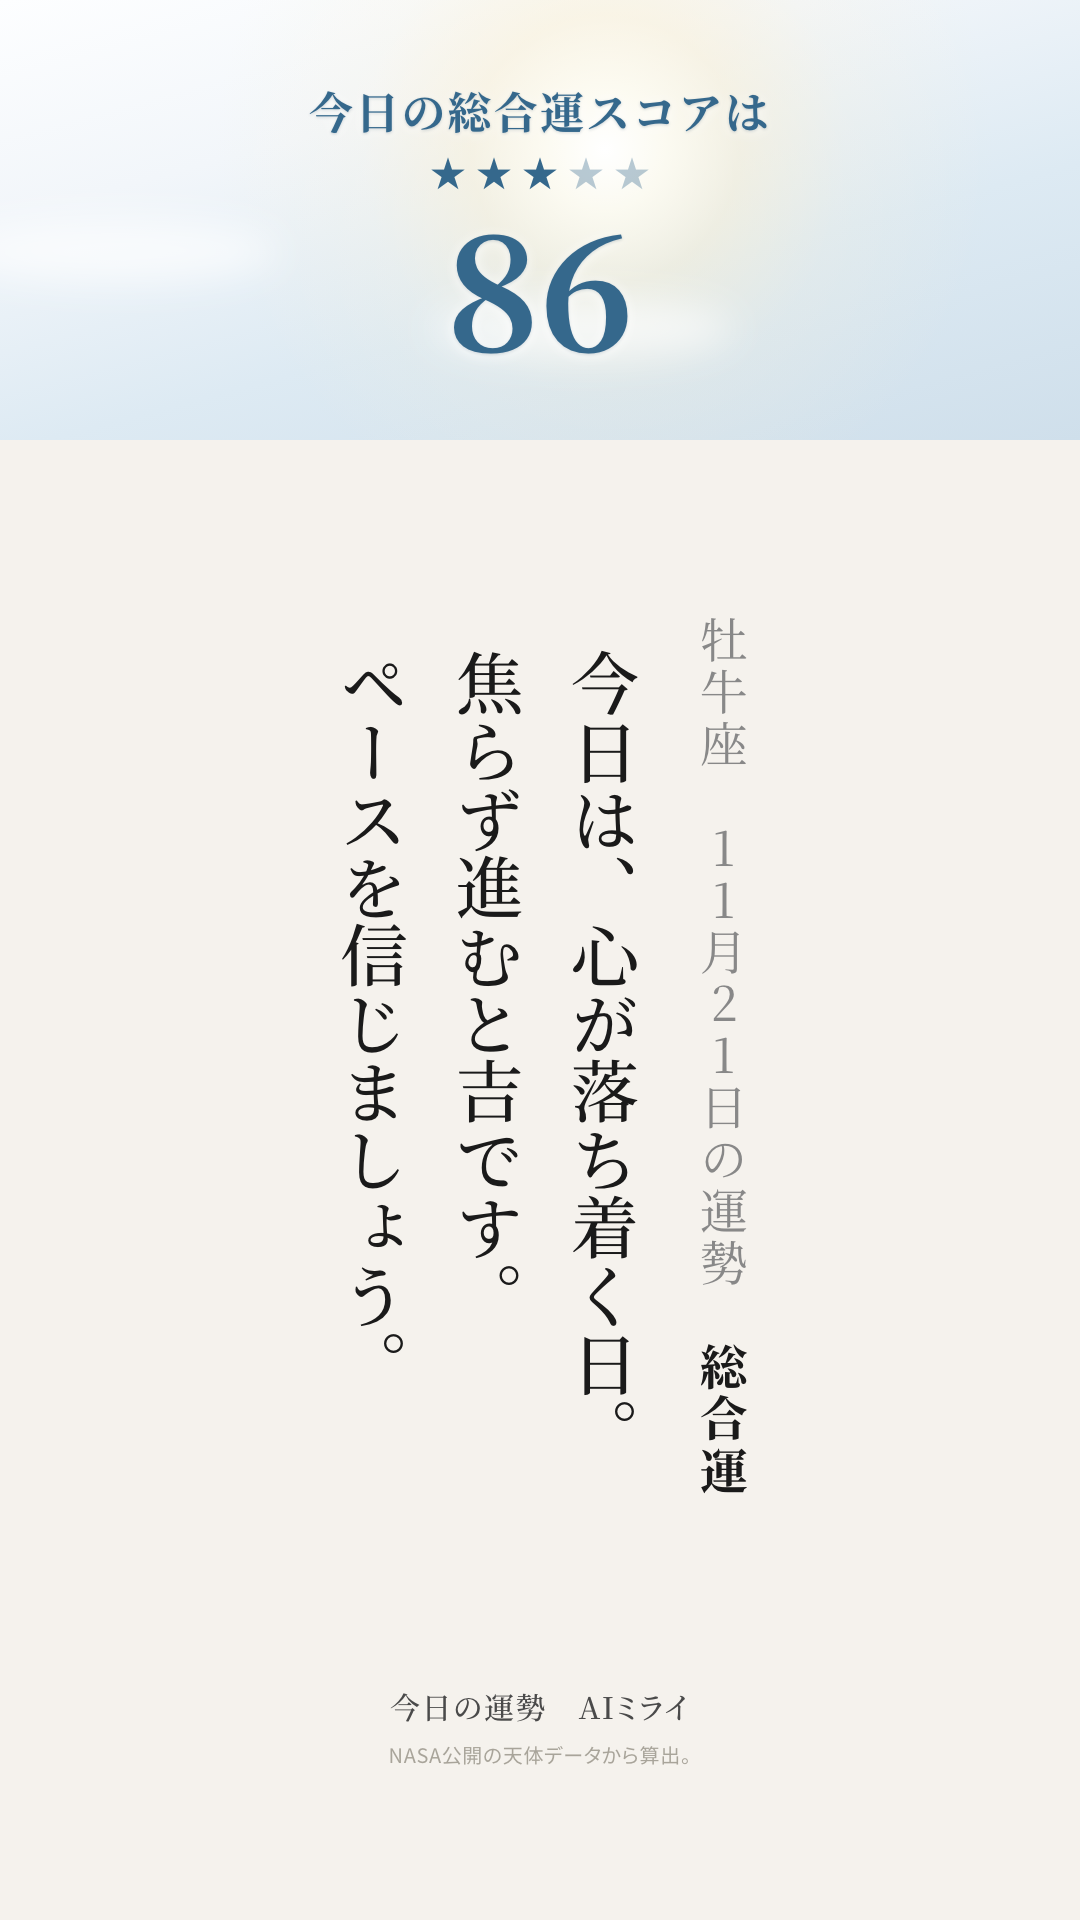 今日の総合運スコアは
★★★★★
86
牡牛座　11月21日の運勢　総合運
今日は、心が落ち着く日。
焦らず進むと吉です。
ペースを信じましょう。
今日の運勢　AIミライ
NASA公開の天体データから算出。